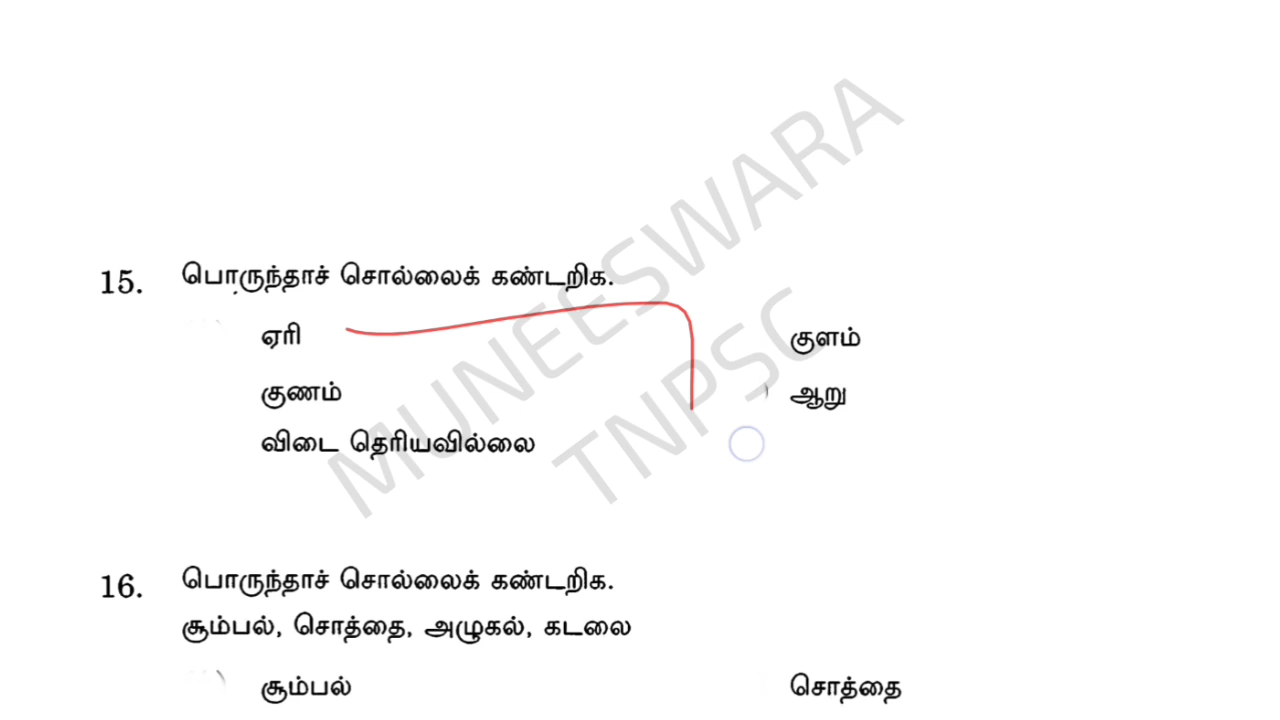 MUNEESWARA
TNPSC
15. பொருந்தாச் சொல்லைக் கண்டறிக.
ஏரி குளம்
குணம் ஆறு
விடை தெரியவில்லை
16. பொருந்தாச் சொல்லைக் கண்டறிக.
சூம்பல், சொத்தை, அழுகல், கடலை
சூம்பல் சொத்தை